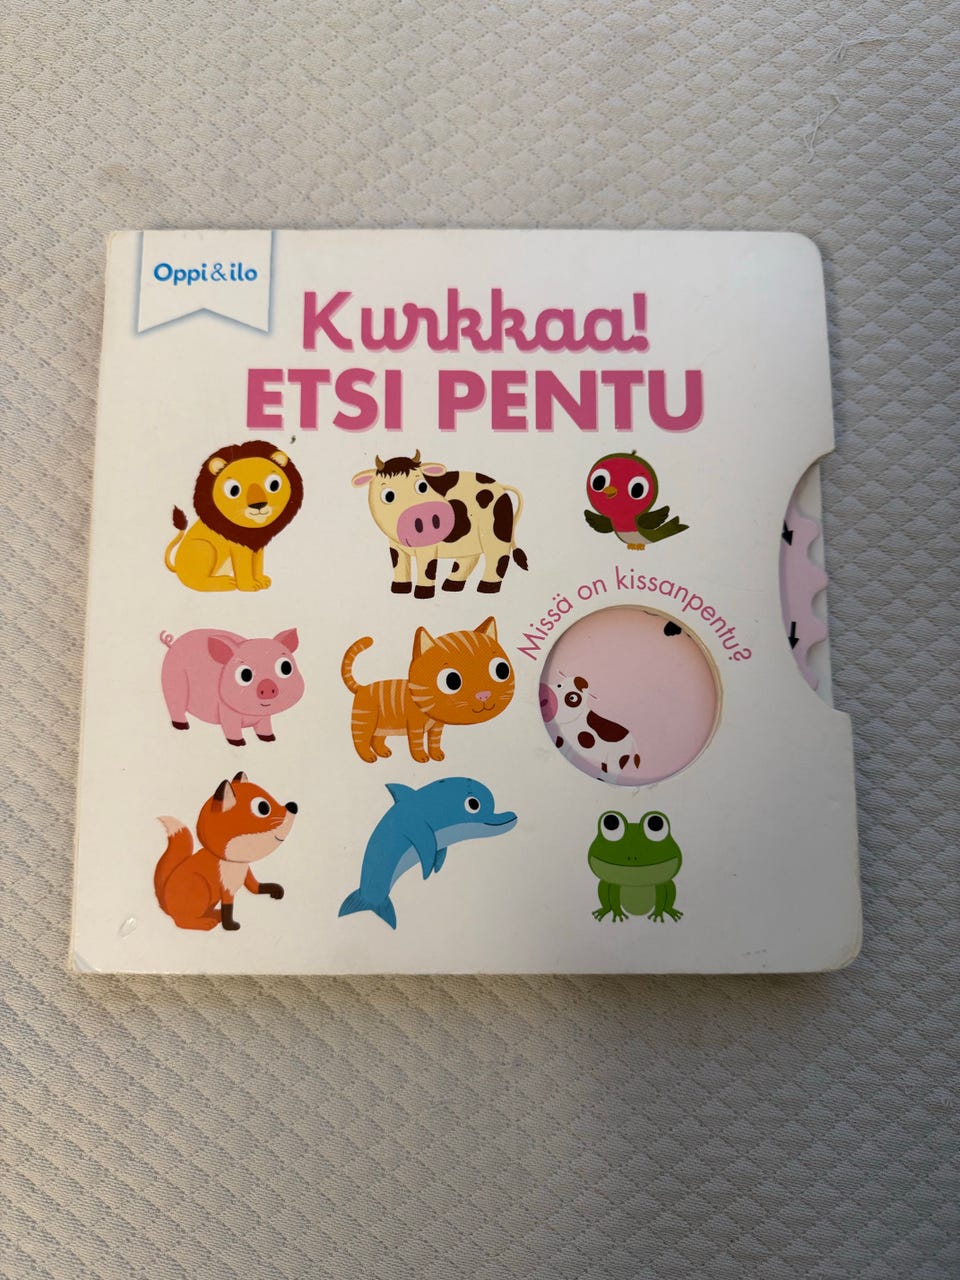 Oppi&ilo
Kurkkaa!
ETSI PENTU
Missä on kissanpentu?